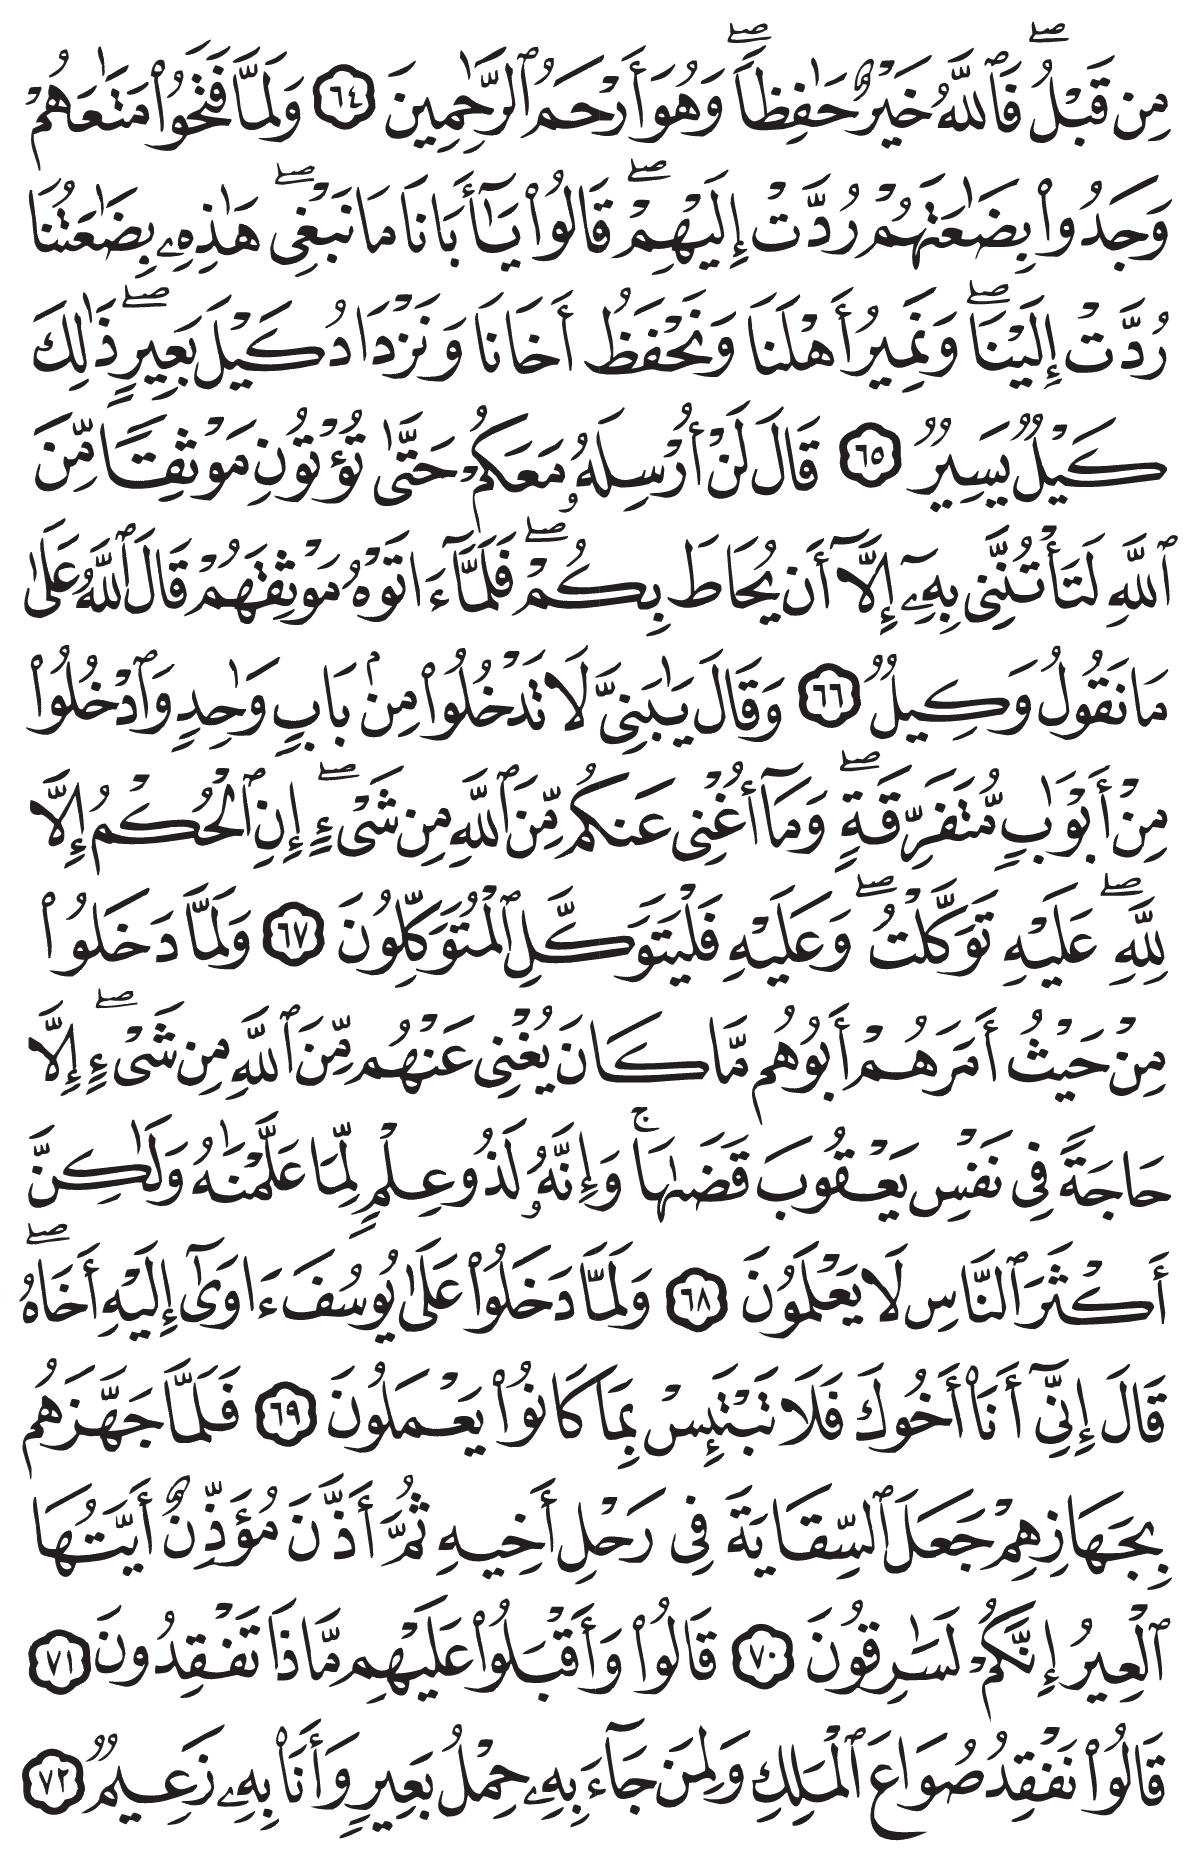 مِن قَبْلُ ۖ فَٱللَّهُ خَيْرٌ حَـٰفِظًا ۖ وَهُوَ أَرْحَمُ ٱلرَّٰحِمِينَ ٦٤ وَلَمَّا فَتَحُوا۟ مَتَـٰعَهُمْ
وَجَدُوا۟ بِضَـٰعَتَهُمْ رُدَّتْ إِلَيْهِمْ ۖ قَالُوا۟ يَـٰٓأَبَانَا مَا نَبْغِى ۖ هَـٰذِهِۦ بِضَـٰعَتُنَا
رُدَّتْ إِلَيْنَا ۖ وَنَمِيرُ أَهْلَنَا وَنَحْفَظُ أَخَانَا وَنَزْدَادُ كَيْلَ بَعِيرٍ ۖ ذَٰلِكَ
كَيْلٌ يَسِيرٌ ٦٥ قَالَ لَنْ أُرْسِلَهُۥ مَعَكُمْ حَتَّىٰ تُؤْتُونِ مَوْثِقًا مِّنَ
ٱللَّهِ لَتَأْتُنَّنِى بِهِۦٓ إِلَّآ أَن يُحَاطَ بِكُمْ ۖ فَلَمَّآ ءَاتَوْهُ مَوْثِقَهُمْ قَالَ ٱللَّهُ عَلَىٰ
مَا نَقُولُ وَكِيلٌ ٦٦ وَقَالَ يَـٰبَنِىَّ لَا تَدْخُلُوا۟ مِنۢ بَابٍ وَٰحِدٍ وَٱدْخُلُوا۟
مِنْ أَبْوَٰبٍ مُّتَفَرِّقَةٍ ۖ وَمَآ أُغْنِى عَنكُم مِّنَ ٱللَّهِ مِن شَىْءٍ ۖ إِنِ ٱلْحُكْمُ إِلَّا
لِلَّهِ ۖ عَلَيْهِ تَوَكَّلْتُ ۖ وَعَلَيْهِ فَلْيَتَوَكَّلِ ٱلْمُتَوَكِّلُونَ ٦٧ وَلَمَّا دَخَلُوا۟
مِنْ حَيْثُ أَمَرَهُمْ أَبُوهُم مَّا كَانَ يُغْنِى عَنْهُم مِّنَ ٱللَّهِ مِن شَىْءٍ ۖ إِلَّا
حَاجَةً فِى نَفْسِ يَعْقُوبَ قَضَىٰهَا ۚ وَإِنَّهُۥ لَذُو عِلْمٍ لِّمَا عَلَّمْنَـٰهُ وَلَـٰكِنَّ
أَكْثَرَ ٱلنَّاسِ لَا يَعْلَمُونَ ٦٨ وَلَمَّا دَخَلُوا۟ عَلَىٰ يُوسُفَ ءَاوَىٰٓ إِلَيْهِ أَخَاهُ ۖ
قَالَ إِنِّىٓ أَنَا۠ أَخُوكَ فَلَا تَبْتَئِسْ بِمَا كَانُوا۟ يَعْمَلُونَ ٦٩ فَلَمَّا جَهَّزَهُم
بِجَهَازِهِمْ جَعَلَ ٱلسِّقَايَةَ فِى رَحْلِ أَخِيهِ ثُمَّ أَذَّنَ مُؤَذِّنٌ أَيَّتُهَا
ٱلْعِيرُ إِنَّكُمْ لَسَـٰرِقُونَ ٧٠ قَالُوا۟ وَأَقْبَلُوا۟ عَلَيْهِم مَّاذَا تَفْقِدُونَ ٧١
قَالُوا۟ نَفْقِدُ صُوَاعَ ٱلْمَلِكِ وَلِمَن جَآءَ بِهِۦ حِمْلُ بَعِيرٍ وَأَنَا۠ بِهِۦ زَعِيمٌ ٧٢